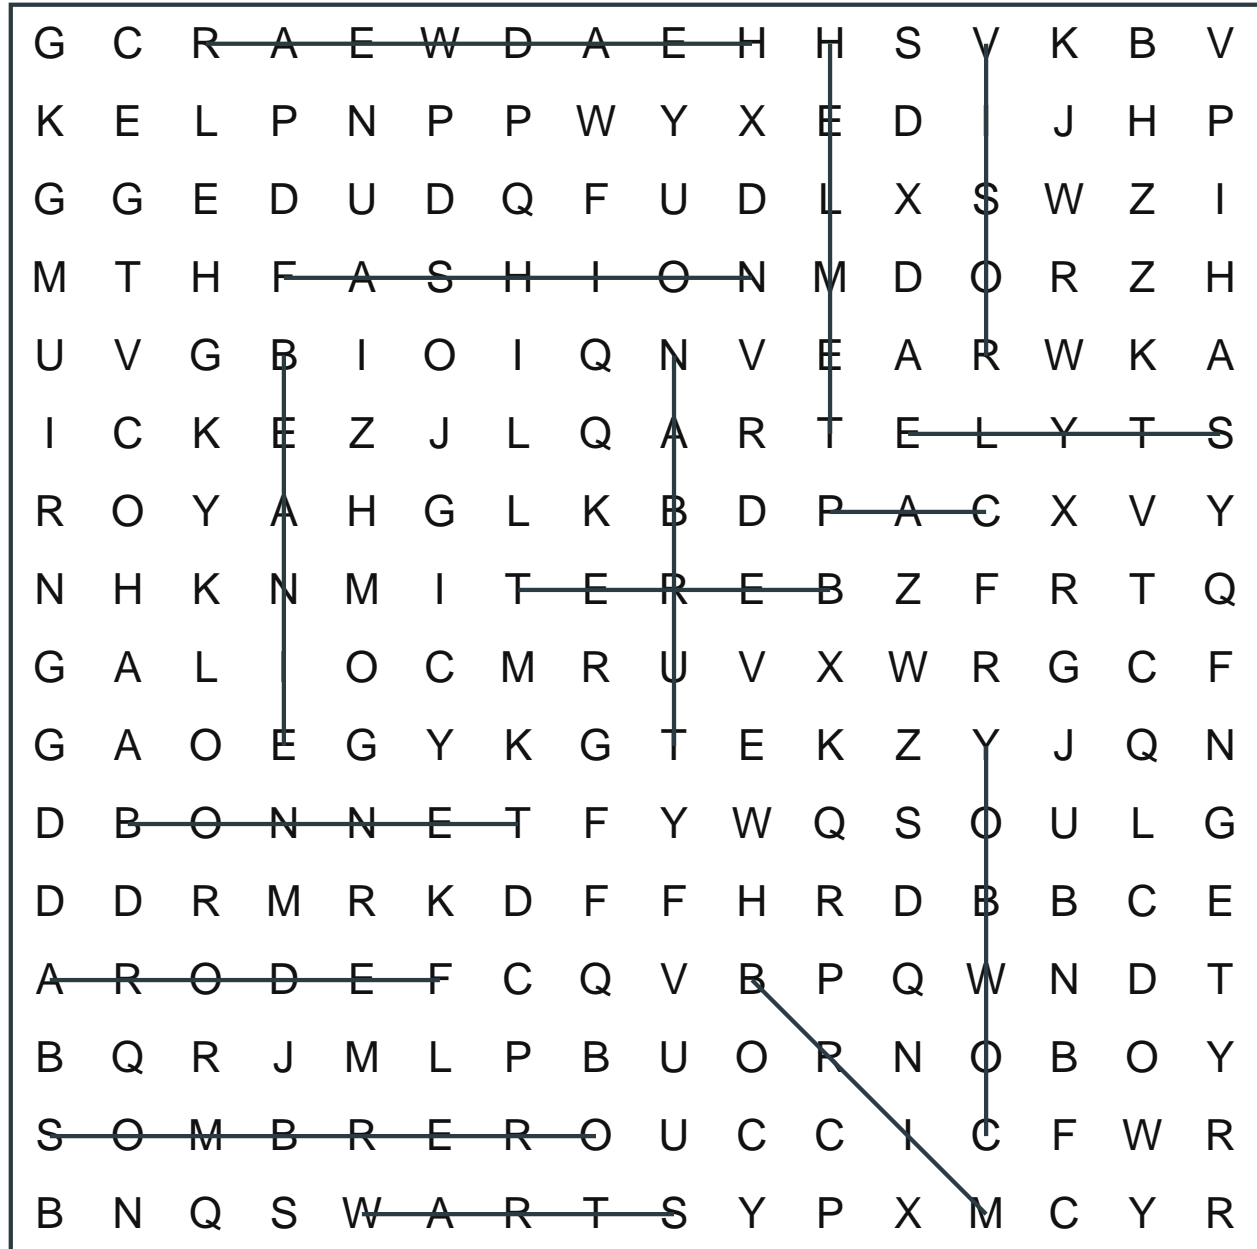 G C R A E W D A E H H S V K B V
K E L P N P P W Y X E D I J H P
G G E D U D Q F U D L X S W Z I
M T H F A S H I O N M D O R Z H
U V G B I O I Q N V E A R W K A
I C K E Z J L Q A R T E L Y T S
R O Y A H G L K B D P A C X V Y
N H K N M I T E R E B Z F R T Q
G A L I O C M R U V X W R G C F
G A O E G Y K G T E K Z Y J Q N
D B O N N E T F Y W Q S O U L G
D D R M R K D F F H R D B B C E
A R O D E F C Q V B P Q W N D T
B Q R J M L P B U O R N O B O Y
S O M B R E R O U C C I C F W R
B N Q S W A R T S Y P X M C Y R